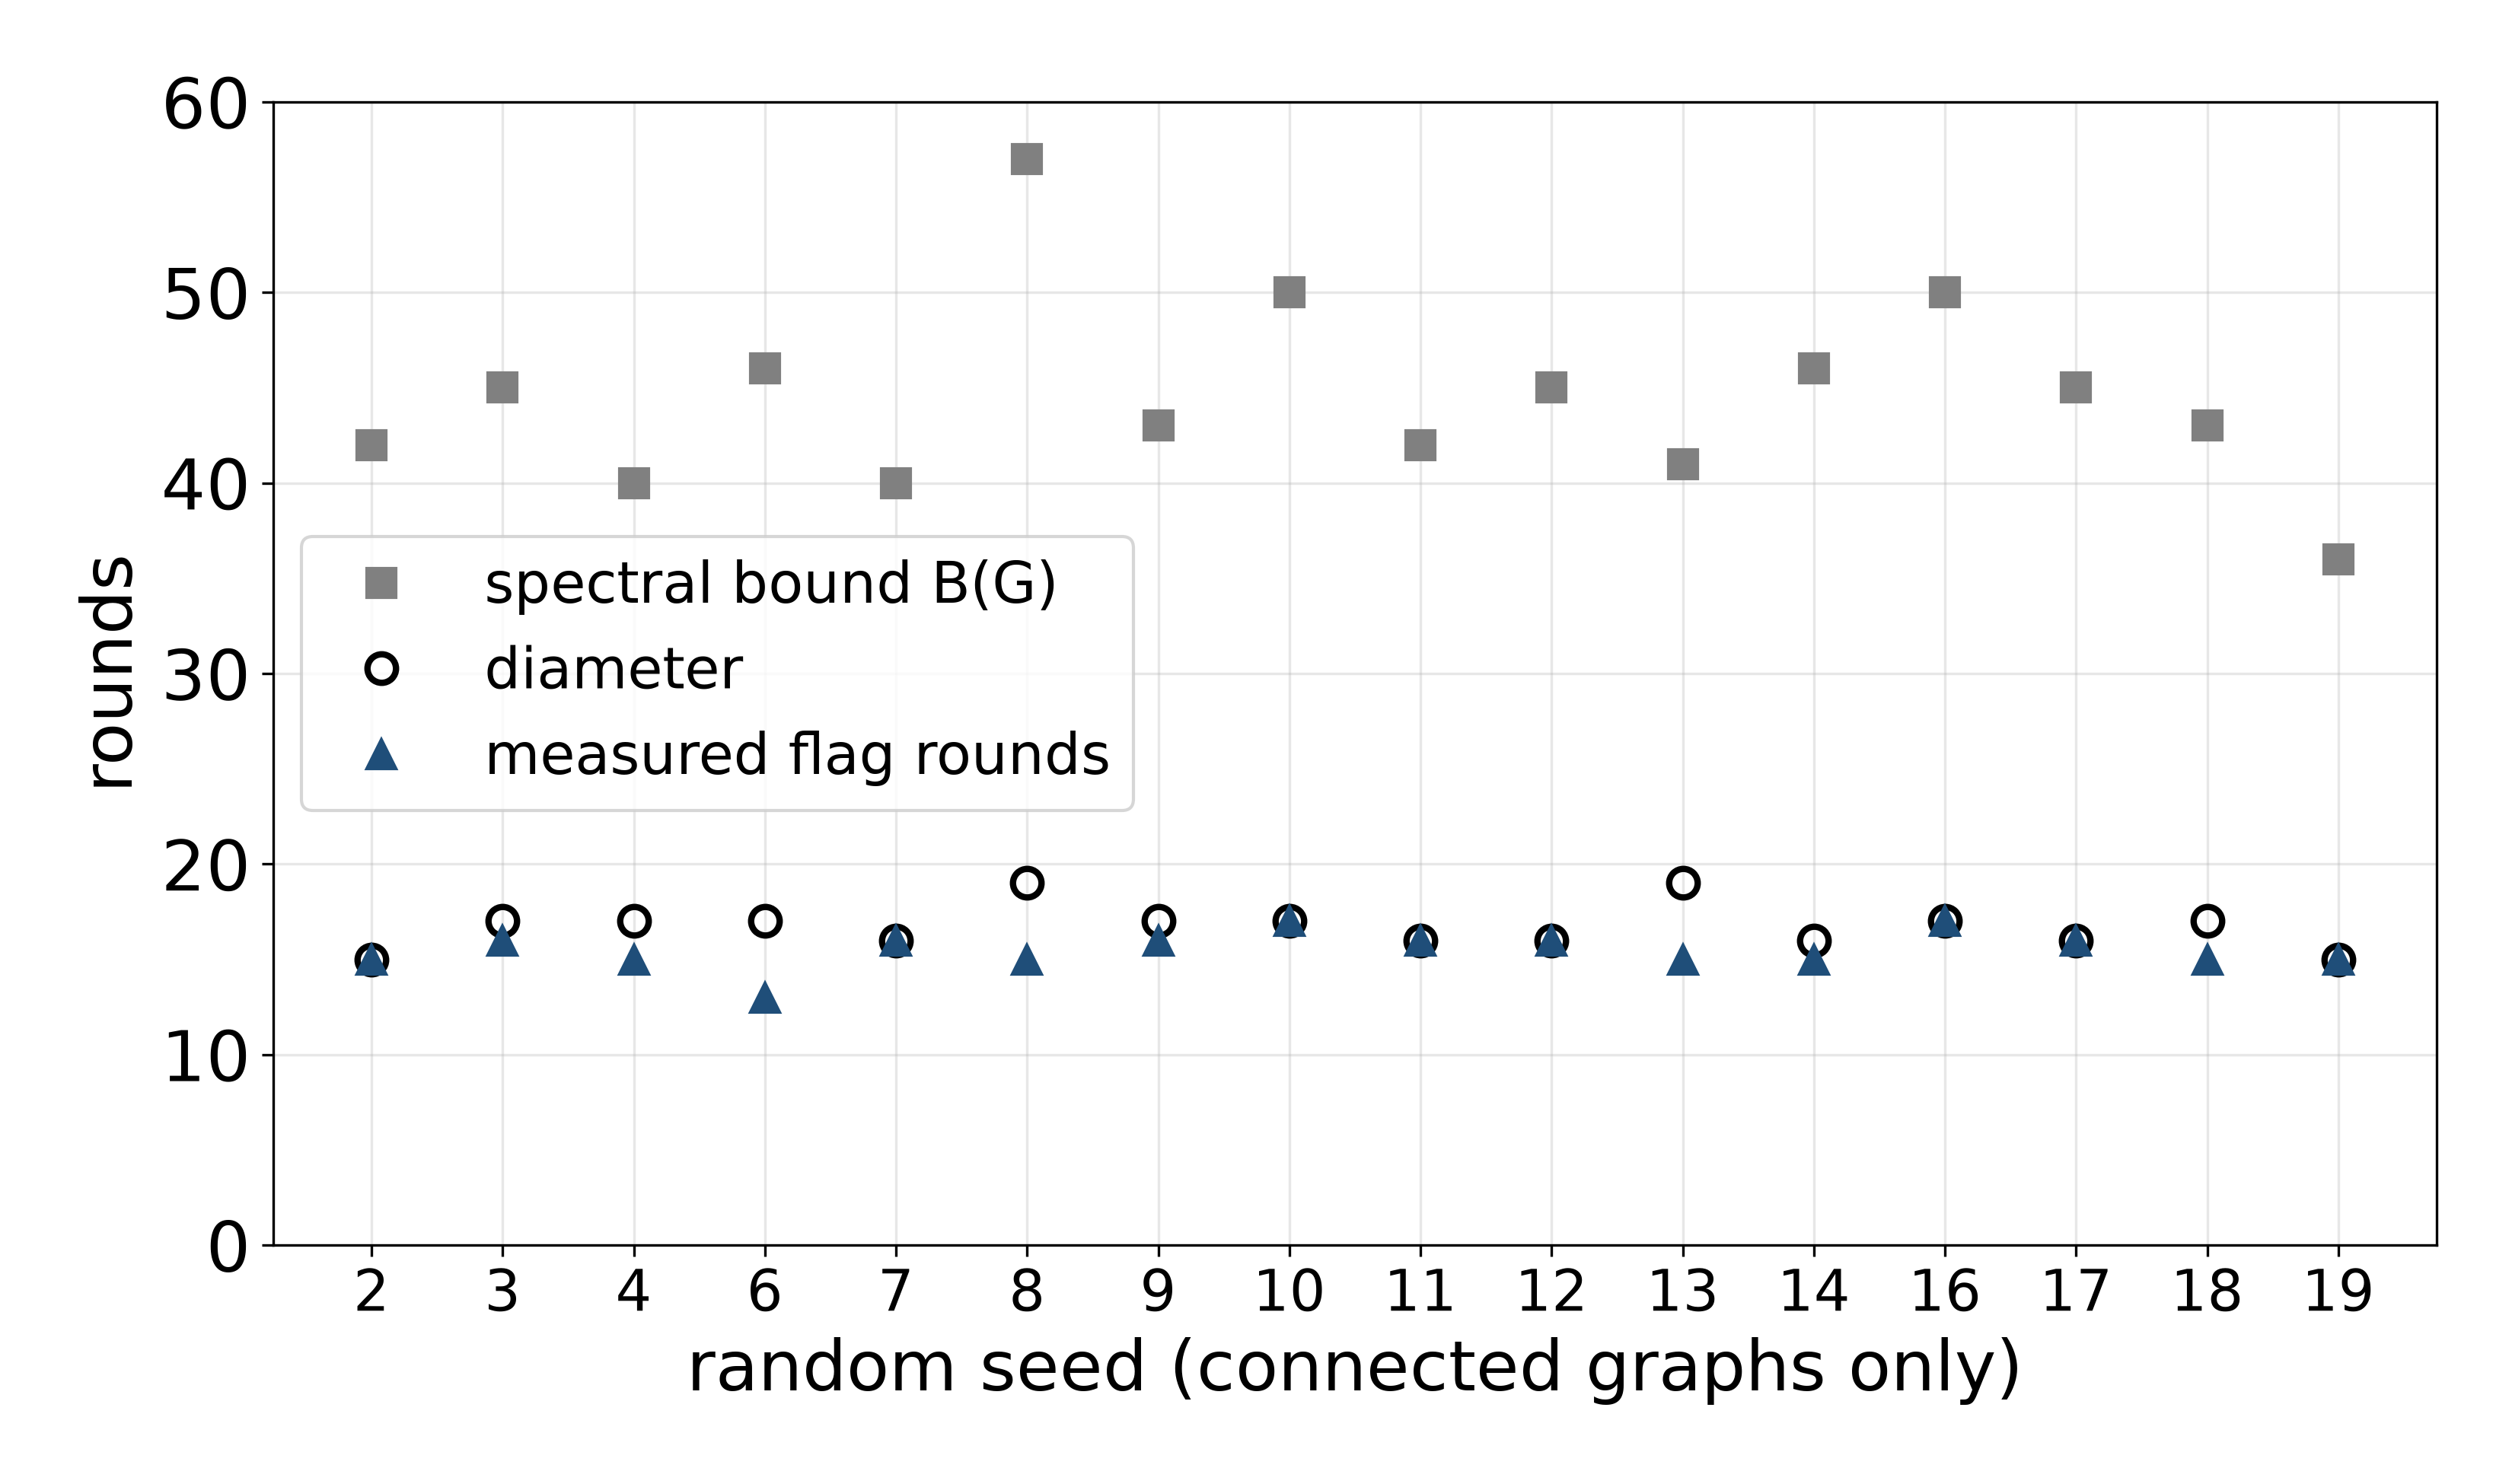 60
50
40
30
20
10
0
rounds
spectral bound B(G)
diameter
measured flag rounds
2 3 4 6 7 8 9 10 11 12 13 14 16 17 18 19
random seed (connected graphs only)